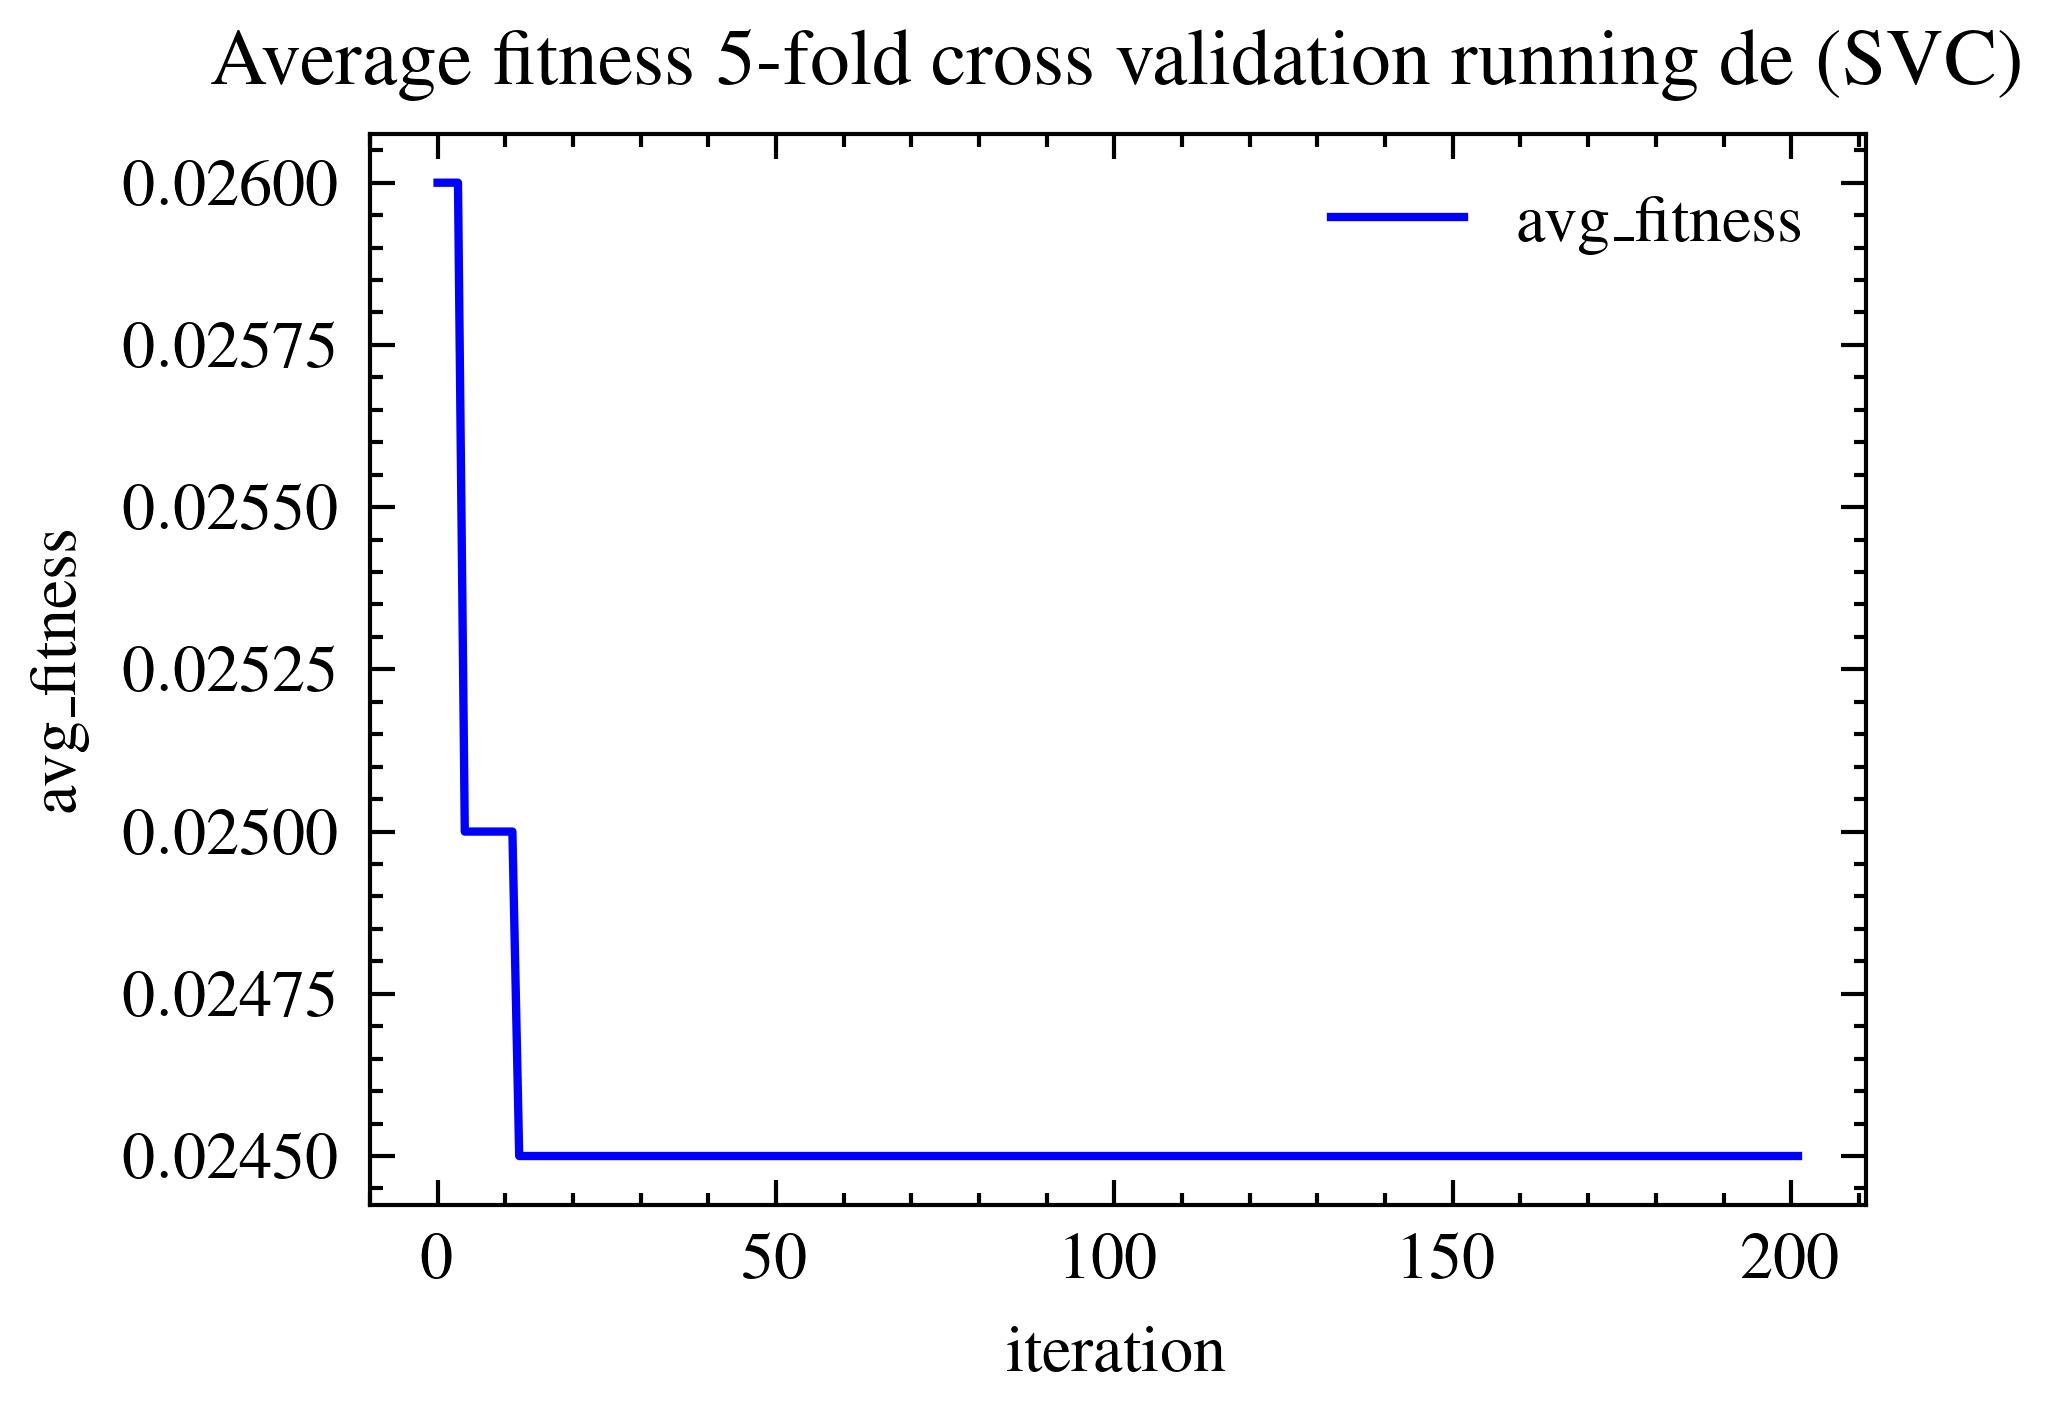 Average fitness 5-fold cross validation running de (SVC)
avg_fitness
0.02600
0.02575
0.02550
0.02525
0.02500
0.02475
0.02450
avg_fitness
0 50 100 150 200
iteration